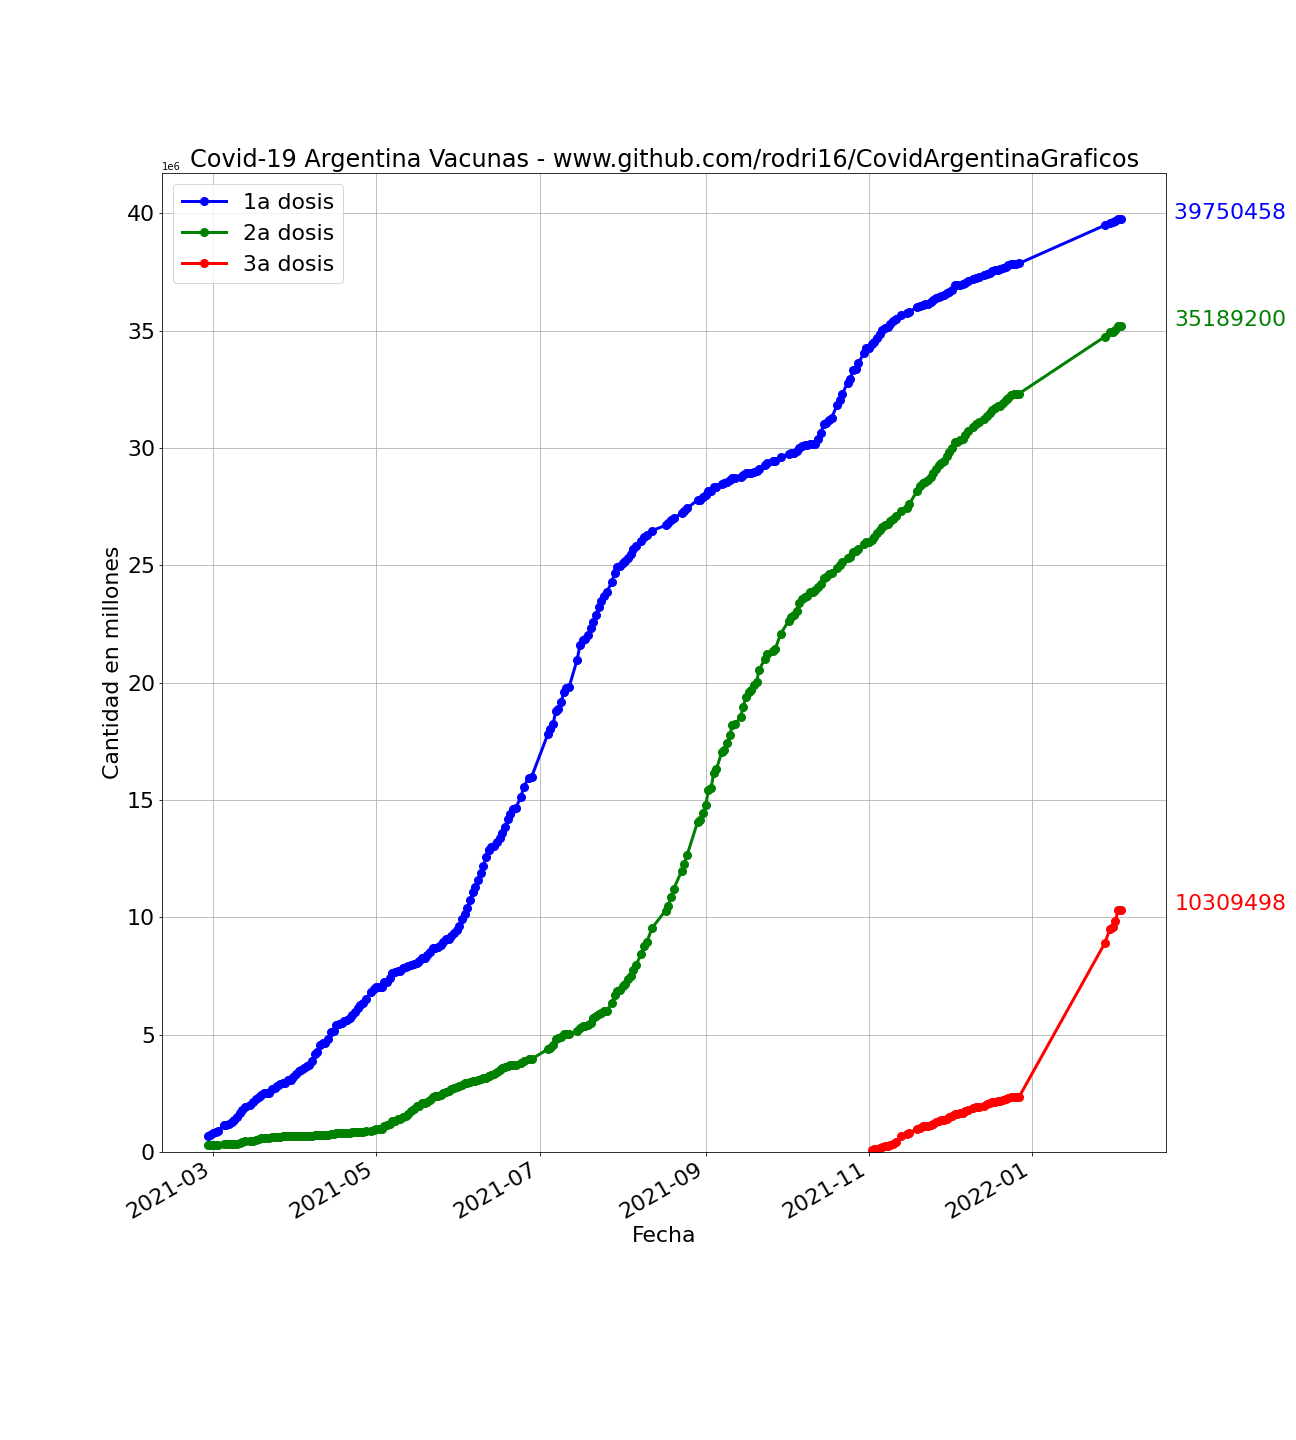 Covid-19 Argentina Vacunas - www.github.com/rodri16/CovidArgentinaGraficos
1e6
1a dosis
2a dosis
3a dosis
39750458
35189200
10309498
40
35
30
25
20
15
10
5
0
Cantidad en millones
2021-03
2021-05
2021-07
2021-09
2021-11
2022-01
Fecha